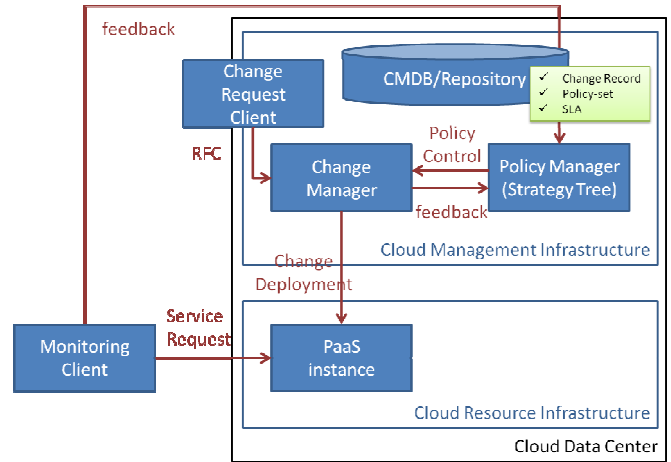 feedback
Change
Request
Client
CMDB/Repository
✓ Change Record
✓ Policy-set
✓ SLA
RFC
Policy
Control
Change
Manager
Policy Manager
(Strategy Tree)
feedback
Cloud Management Infrastructure
Change
Deployment
Service
Request
Monitoring
Client
PaaS
instance
Cloud Resource Infrastructure
Cloud Data Center